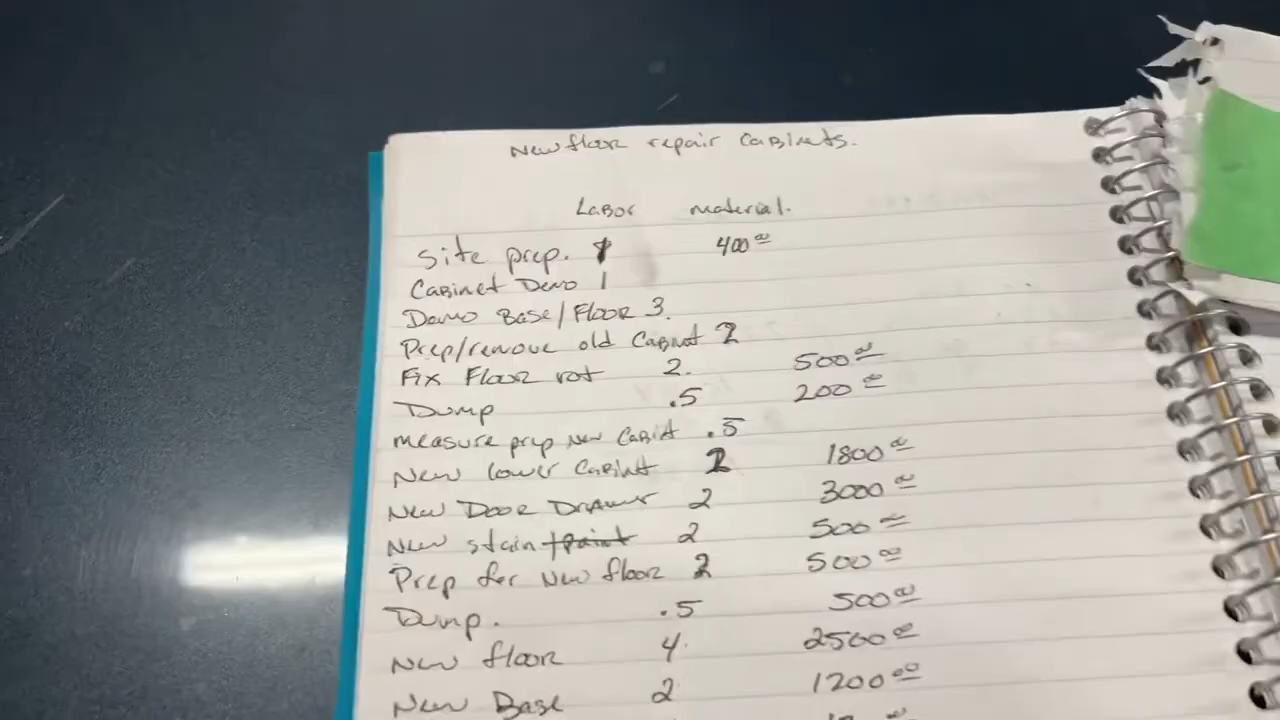 New floor repair Cabinets.
Labor material.
Site prep. 1 400.00
Cabinet Demo 1
Demo Base/Floor 3.
Prep/remove old Cabinet 2
Fix Floor rot 2. 500.00
Dump .5 200.00
measure prep New Cabint .5
New lower Cabinet 2 1800.00
New Door Drawer 2 3000.00
New stain + paint 2 500.00
Prep for New floor 2 500.00
Dump. .5 500.00
New floor 4. 2500.00
New Base 2 1200.00